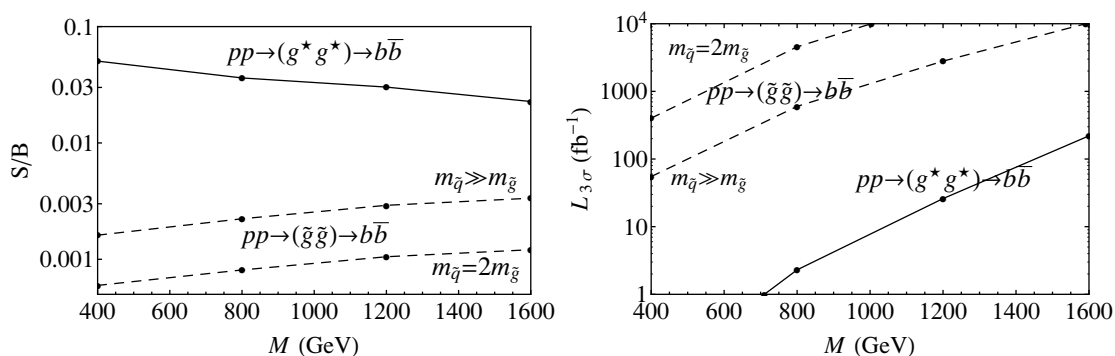 0.1
0.03
0.01
0.003
0.001
S/B
pp→(g⋆ g⋆)→bb̅
m_q̃≫m_g̃
pp→(g̃g̃)→bb̅
m_q̃=2m_g̃
400 600 800 1000 1200 1400 1600
M (GeV)
10⁴
1000
100
10
1
L₃σ (fb⁻¹)
m_q̃=2m_g̃
pp→(g̃g̃)→bb̅
m_q̃≫m_g̃
pp→(g⋆ g⋆)→bb̅
400 600 800 1000 1200 1400 1600
M (GeV)